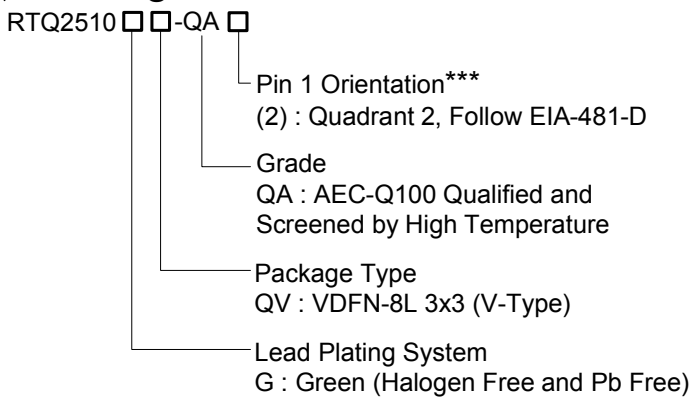 RTQ2510□□-QA□
Pin 1 Orientation***
(2) : Quadrant 2, Follow EIA-481-D
Grade
QA : AEC-Q100 Qualified and
Screened by High Temperature
Package Type
QV : VDFN-8L 3x3 (V-Type)
Lead Plating System
G : Green (Halogen Free and Pb Free)